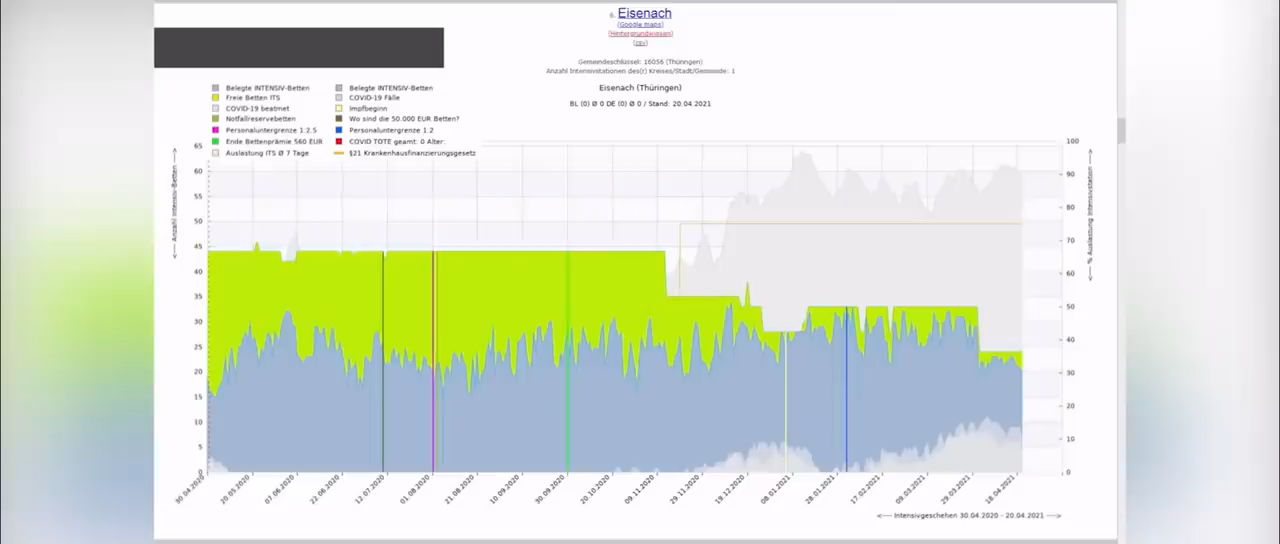 6. Eisenach
(Google maps)
(Hintergrundwissen)
(csv)
Gemeindeschlüssel: 16056 (Thüringen)
Anzahl Intensivstationen des(r) Kreises/Stadt/Gemeinde: 1
Eisenach (Thüringen)
BL (0) Ø 0 DE (0) Ø 0 / Stand: 20.04.2021
Belegte INTENSIV-Betten
Freie Betten ITS
COVID-19 beatmet
Notfallreservebetten
Personaluntergrenze 1:2.5
Ende Bettenprämie 560 EUR
Auslastung ITS Ø 7 Tage
Belegte INTENSIV-Betten
COVID-19 Fälle
Impfbeginn
Wo sind die 50.000 EUR Betten?
Personaluntergrenze 1:2
COVID TOTE geamt: 0 Alter:
§21 Krankenhausfinanzierungsgesetz
<--- Anzahl Intensiv-Betten --->
65
60
55
50
45
40
35
30
25
20
15
10
5
0
100
90
80
70
60
50
40
30
20
10
0
<--- % Auslastung Intensivstation --->
30.04.2020
20.05.2020
07.06.2020
22.06.2020
12.07.2020
01.08.2020
21.08.2020
10.09.2020
30.09.2020
20.10.2020
09.11.2020
29.11.2020
19.12.2020
08.01.2021
28.01.2021
17.02.2021
09.03.2021
29.03.2021
18.04.2021
<--- Intensivgeschehen 30.04.2020 - 20.04.2021 --->